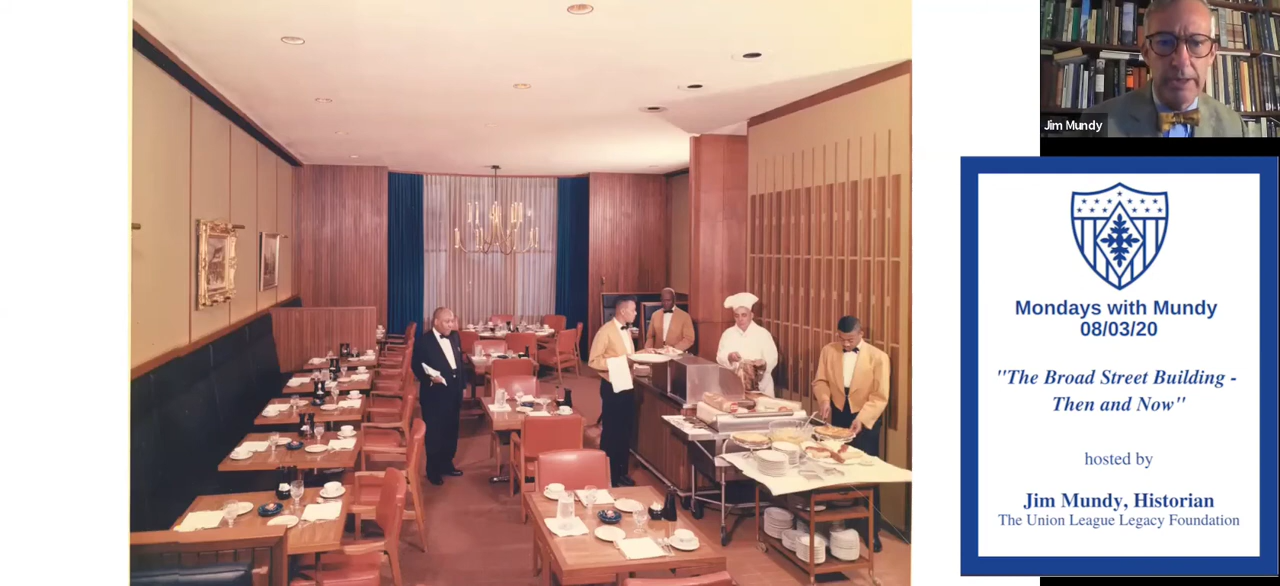 Jim Mundy
Mondays with Mundy
08/03/20
"The Broad Street Building -
Then and Now"
hosted by
Jim Mundy, Historian
The Union League Legacy Foundation